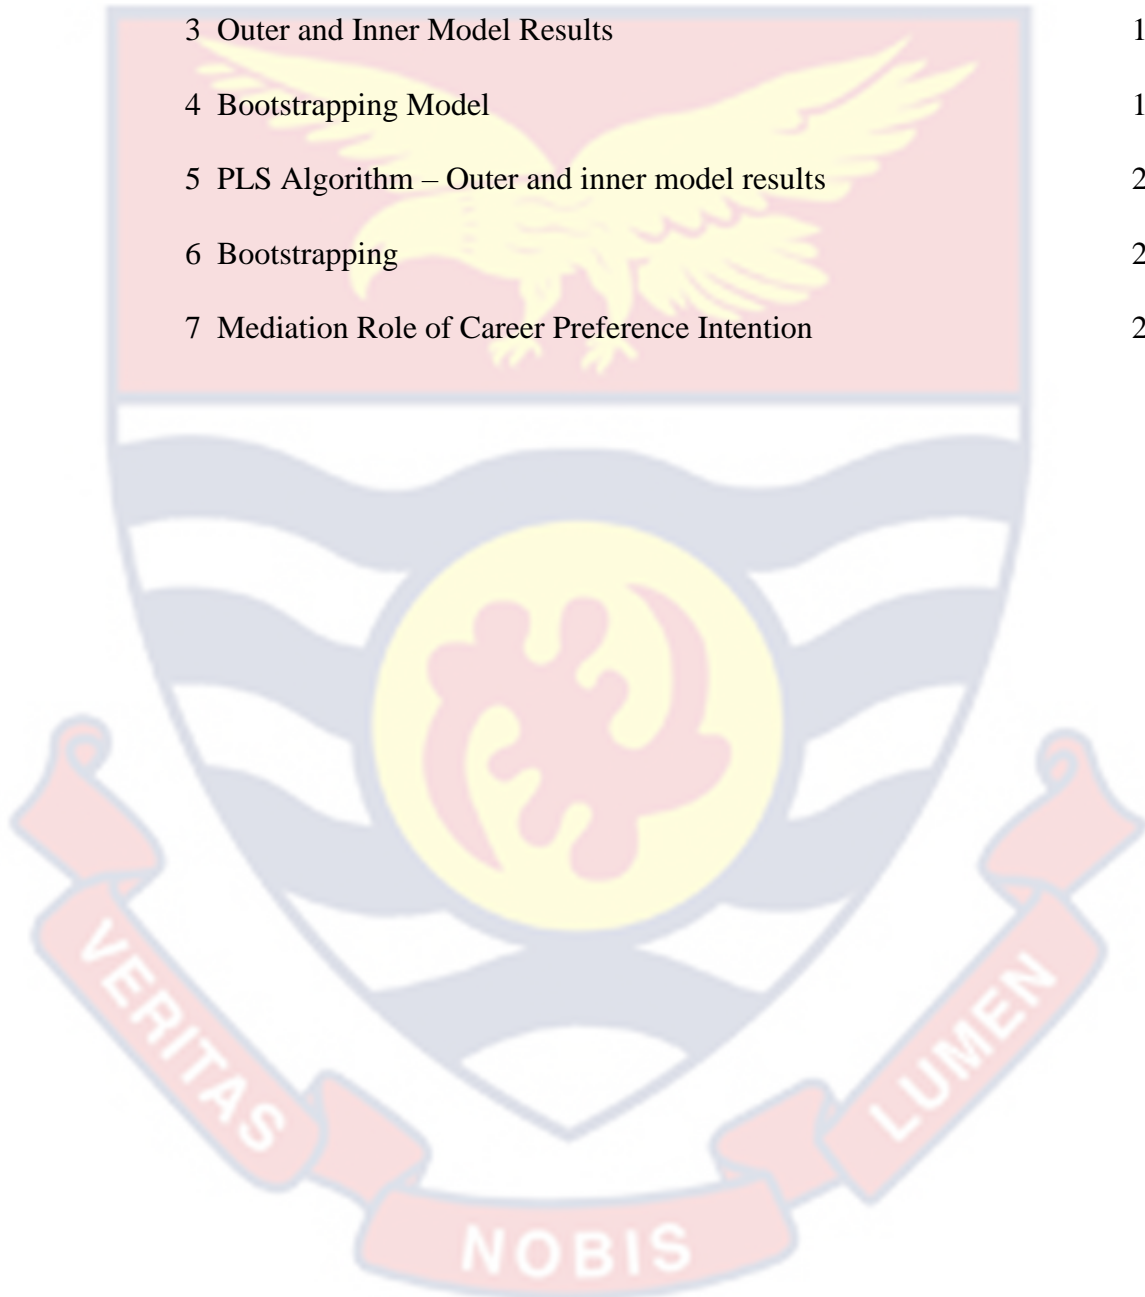 3 Outer and Inner Model Results 1
4 Bootstrapping Model 1
5 PLS Algorithm – Outer and inner model results 2
6 Bootstrapping 2
7 Mediation Role of Career Preference Intention 2
VERITAS
NOBIS
LUMEN